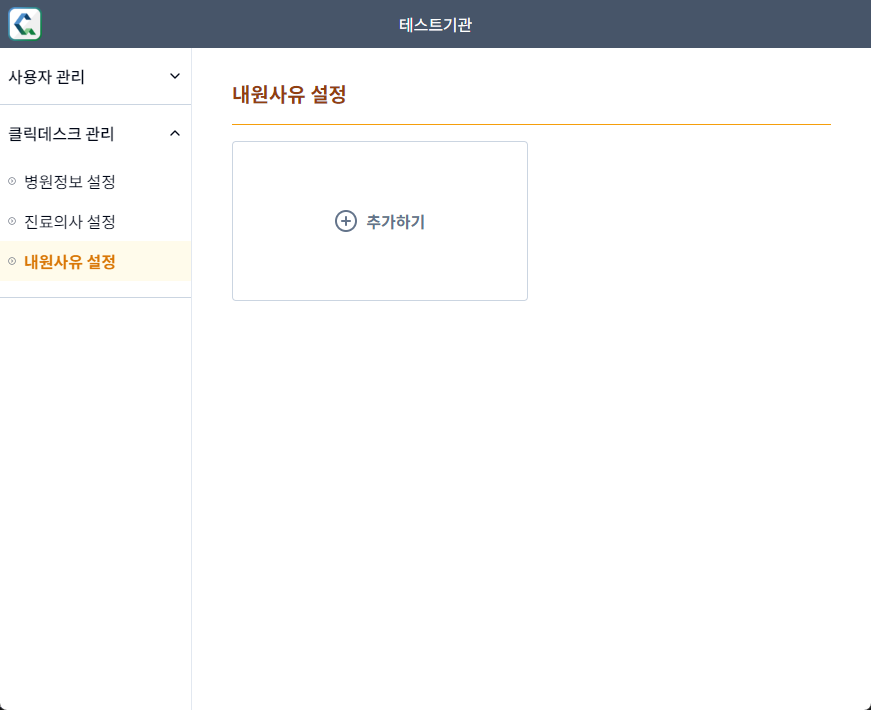 테스트기관
사용자 관리
클릭데스크 관리
병원정보 설정
진료의사 설정
내원사유 설정
내원사유 설정
추가하기